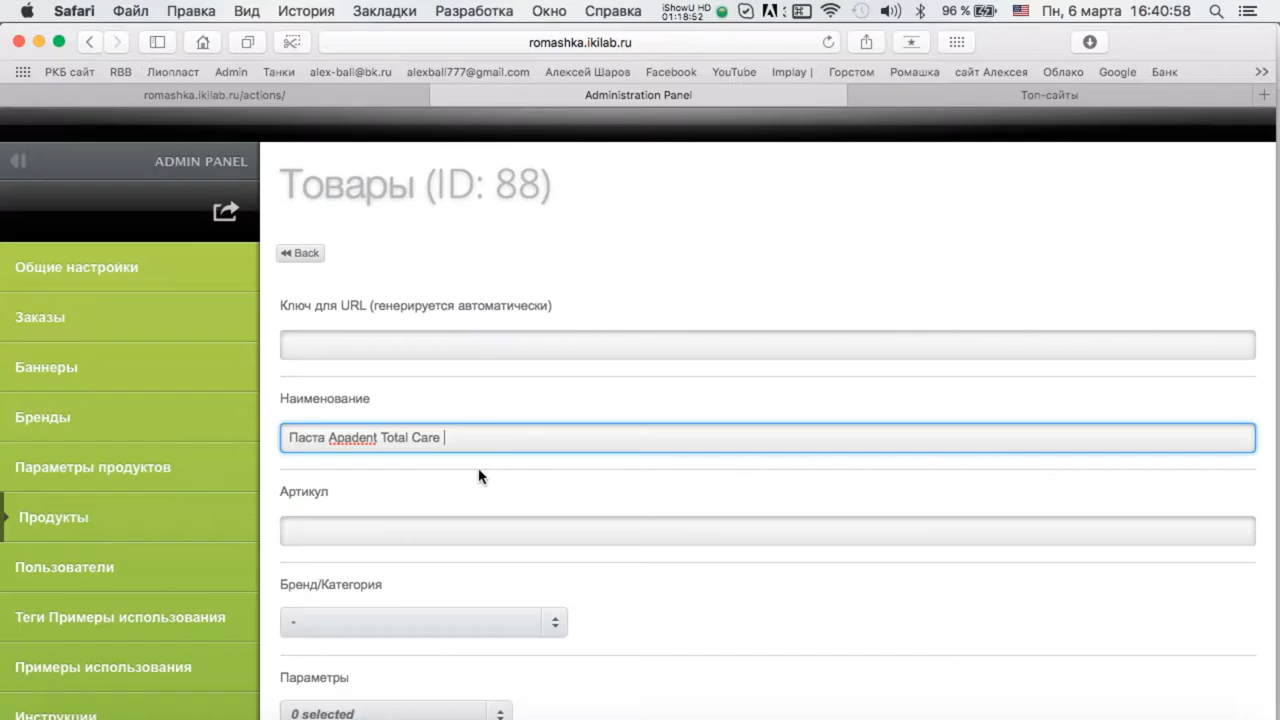 Safari Файл Правка Вид История Закладки Разработка Окно Справка iShowU HD 01:18:52 96 % Пн, 6 марта 16:40:58
romashka.ikilab.ru
РКБ сайт RBB Лиопласт Admin Танки alex-ball@bk.ru alexball777@gmail.com Алексей Шаров Facebook YouTube Implay | Горстом Ромашка сайт Алексея Облако Google Банк >>
romashka.ikilab.ru/actions/ Administration Panel Топ-сайты +
ADMIN PANEL
Товары (ID: 88)
Back
Общие настройки
Заказы
Баннеры
Бренды
Параметры продуктов
Продукты
Пользователи
Теги Примеры использования
Примеры использования
Инструкции
Ключ для URL (генерируется автоматически)
Наименование
Паста Apadent Total Care
Артикул
Бренд/Категория
-
Параметры
0 selected